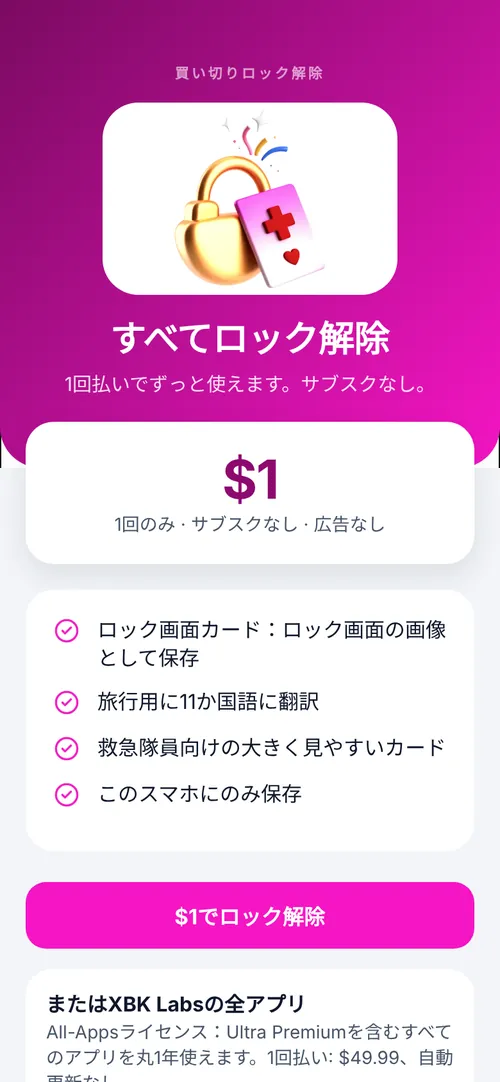 買い切りロック解除
すべてロック解除
1回払いでずっと使えます。サブスクなし。
$1
1回のみ · サブスクなし · 広告なし
ロック画面カード：ロック画面の画像
として保存
旅行用に11か国語に翻訳
救急隊員向けの大きく見やすいカード
このスマホにのみ保存
$1でロック解除
またはXBK Labsの全アプリ
All-Appsライセンス：Ultra Premiumを含むすべて
のアプリを丸1年使えます。1回払い: $49.99、自動
更新なし